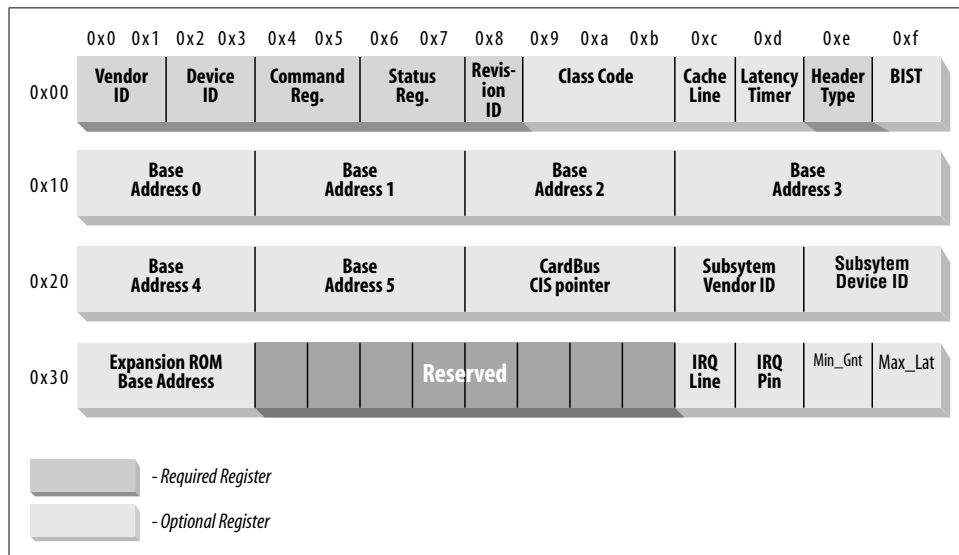 0x0 0x1 0x2 0x3 0x4 0x5 0x6 0x7 0x8 0x9 0xa 0xb 0xc 0xd 0xe 0xf
0x00
Vendor
ID
Device
ID
Command
Reg.
Status
Reg.
Revis-
ion
ID
Class Code
Cache
Line
Latency
Timer
Header
Type
BIST
0x10
Base
Address 0
Base
Address 1
Base
Address 2
Base
Address 3
0x20
Base
Address 4
Base
Address 5
CardBus
CIS pointer
Subsytem
Vendor ID
Subsytem
Device ID
0x30
Expansion ROM
Base Address
Reserved
IRQ
Line
IRQ
Pin
Min_Gnt
Max_Lat
- Required Register
- Optional Register